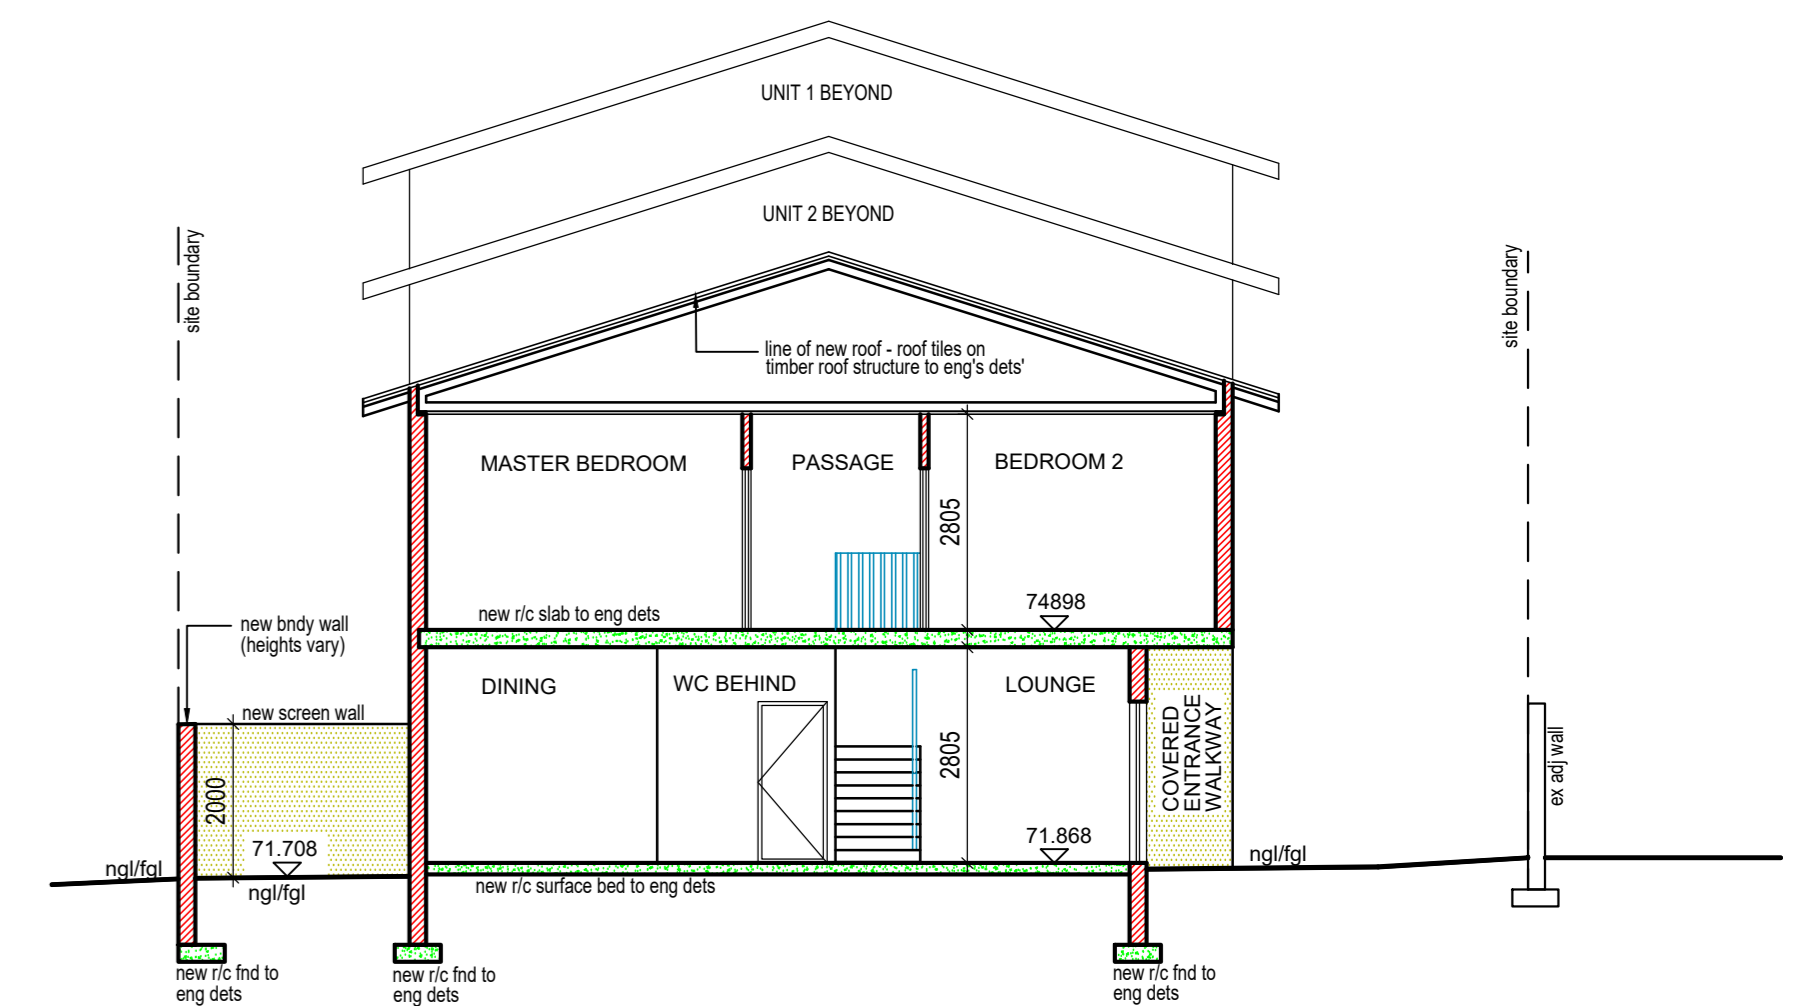 UNIT 1 BEYOND
UNIT 2 BEYOND
site boundary
site boundary
line of new roof - roof tiles on
timber roof structure to eng's dets'
MASTER BEDROOM
PASSAGE
BEDROOM 2
2805
new r/c slab to eng dets
74898
new bndy wall
(heights vary)
DINING
WC BEHIND
LOUNGE
COVERED
ENTRANCE
WALKWAY
new screen wall
2000
2805
ex adj wall
71.708
71.868
ngl/fgl
ngl/fgl
ngl/fgl
new r/c surface bed to eng dets
new r/c fnd to
eng dets
new r/c fnd to
eng dets
new r/c fnd to
eng dets